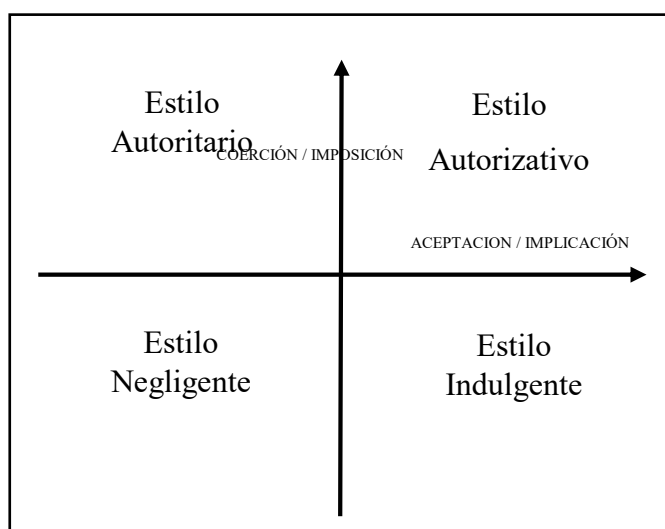 Estilo
Autoritario
COERCIÓN / IMPOSICIÓN
Estilo
Autorizativo
ACEPTACION / IMPLICACIÓN
Estilo
Negligente
Estilo
Indulgente